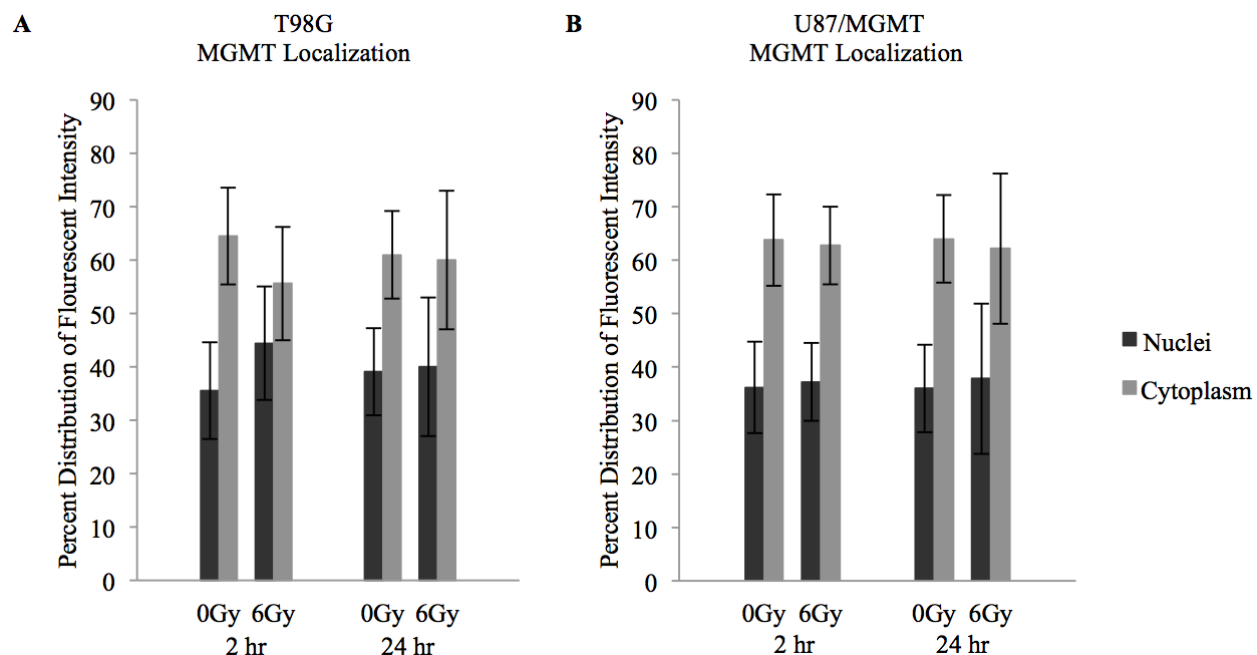 A
T98G
MGMT Localization
Percent Distribution of Flourescent Intensity
90
80
70
60
50
40
30
20
10
0
0Gy 6Gy 0Gy 6Gy
2 hr 24 hr
B
U87/MGMT
MGMT Localization
Percent Distribution of Fluorescent Intensity
90
80
70
60
50
40
30
20
10
0
0Gy 6Gy 0Gy 6Gy
2 hr 24 hr
Nuclei
Cytoplasm